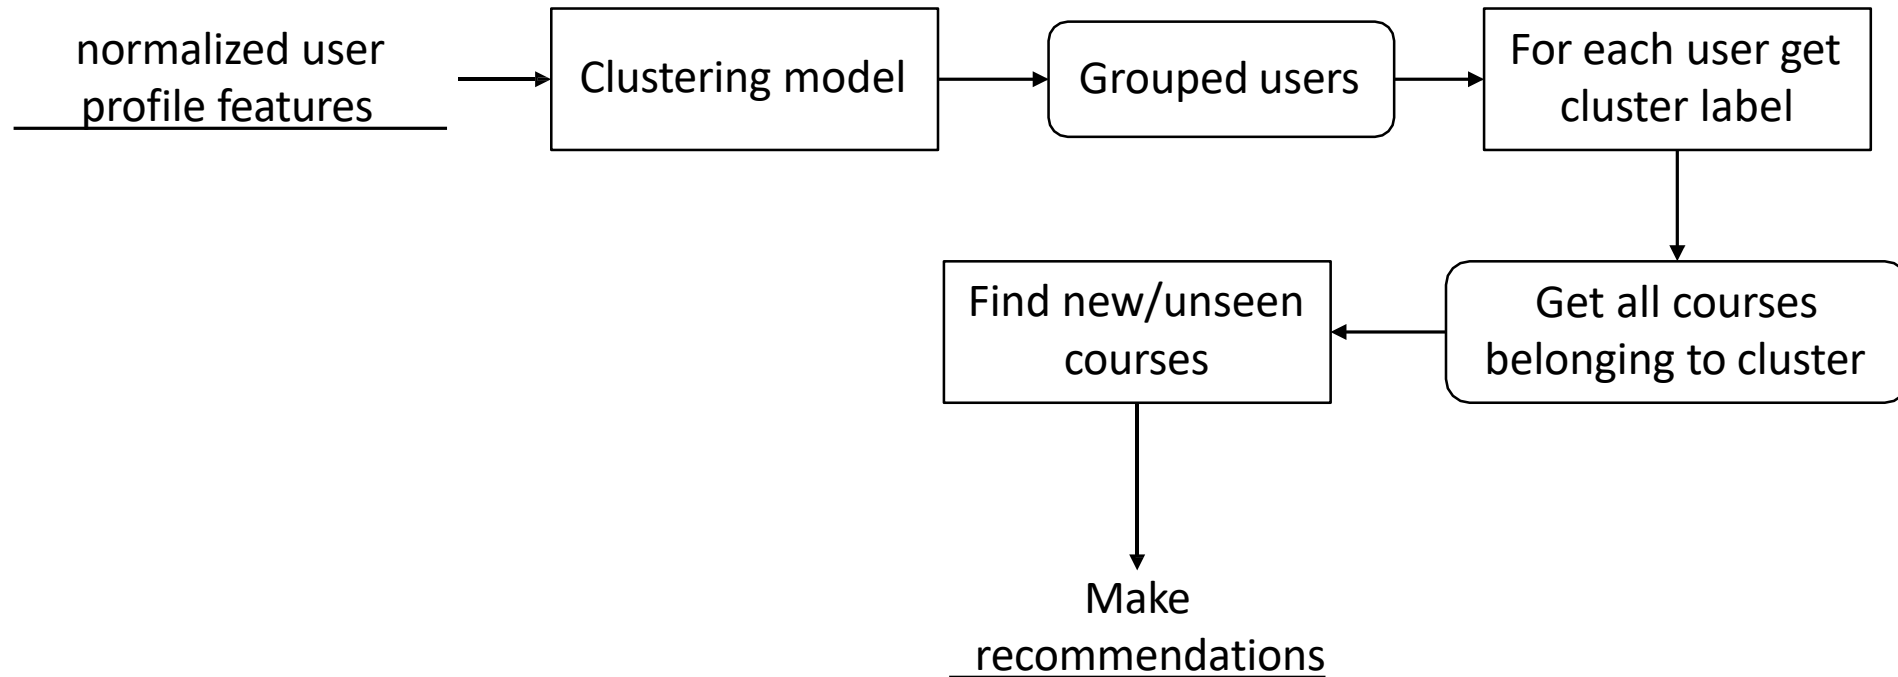 normalized user
profile features
Clustering model
Grouped users
For each user get
cluster label
Get all courses
belonging to cluster
Find new/unseen
courses
Make
recommendations